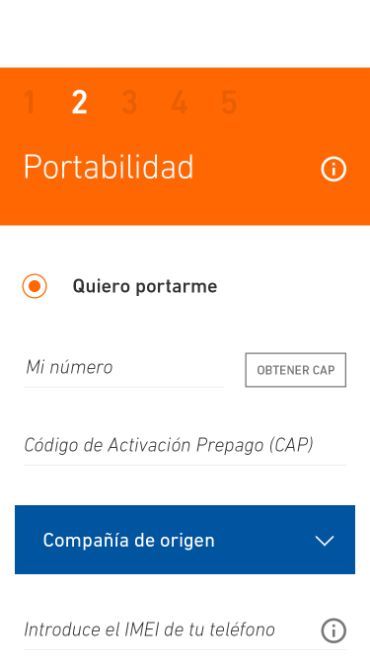 1 2 3 4 5
Portabilidad
Quiero portarme
Mi número
OBTENER CAP
Código de Activación Prepago (CAP)
Compañía de origen
Introduce el IMEI de tu teléfono